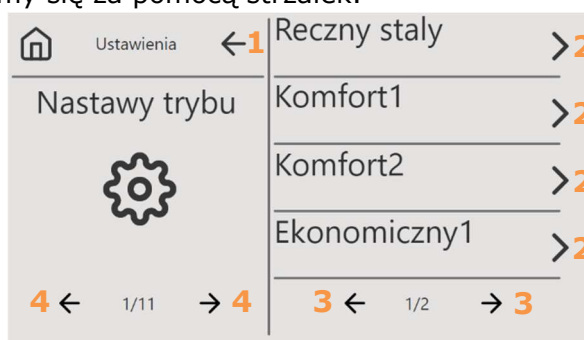 Ustawienia 1
Nastawy trybu
4 1/11 4
Reczny staly 2
Komfort1 2
Komfort2 2
Ekonomiczny1 2
3 1/2 3